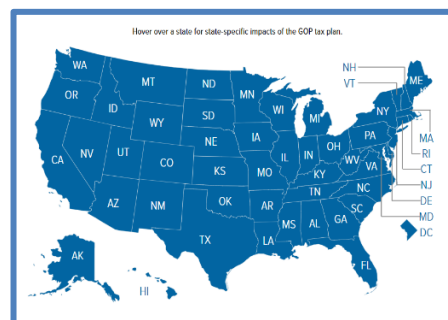 Hover over a state for state-specific impacts of the GOP tax plan.
WA
MT
ND
MN
NH
VT
ME
OR
ID
SD
WI
MI
NY
WY
MA
RI
CT
NJ
DE
MD
DC
NE
IA
PA
CA
NV
UT
CO
KS
MO
IL
IN
OH
KY
WV
VA
AZ
NM
OK
AR
TN
NC
SC
TX
LA
MS
AL
GA
FL
AK
HI